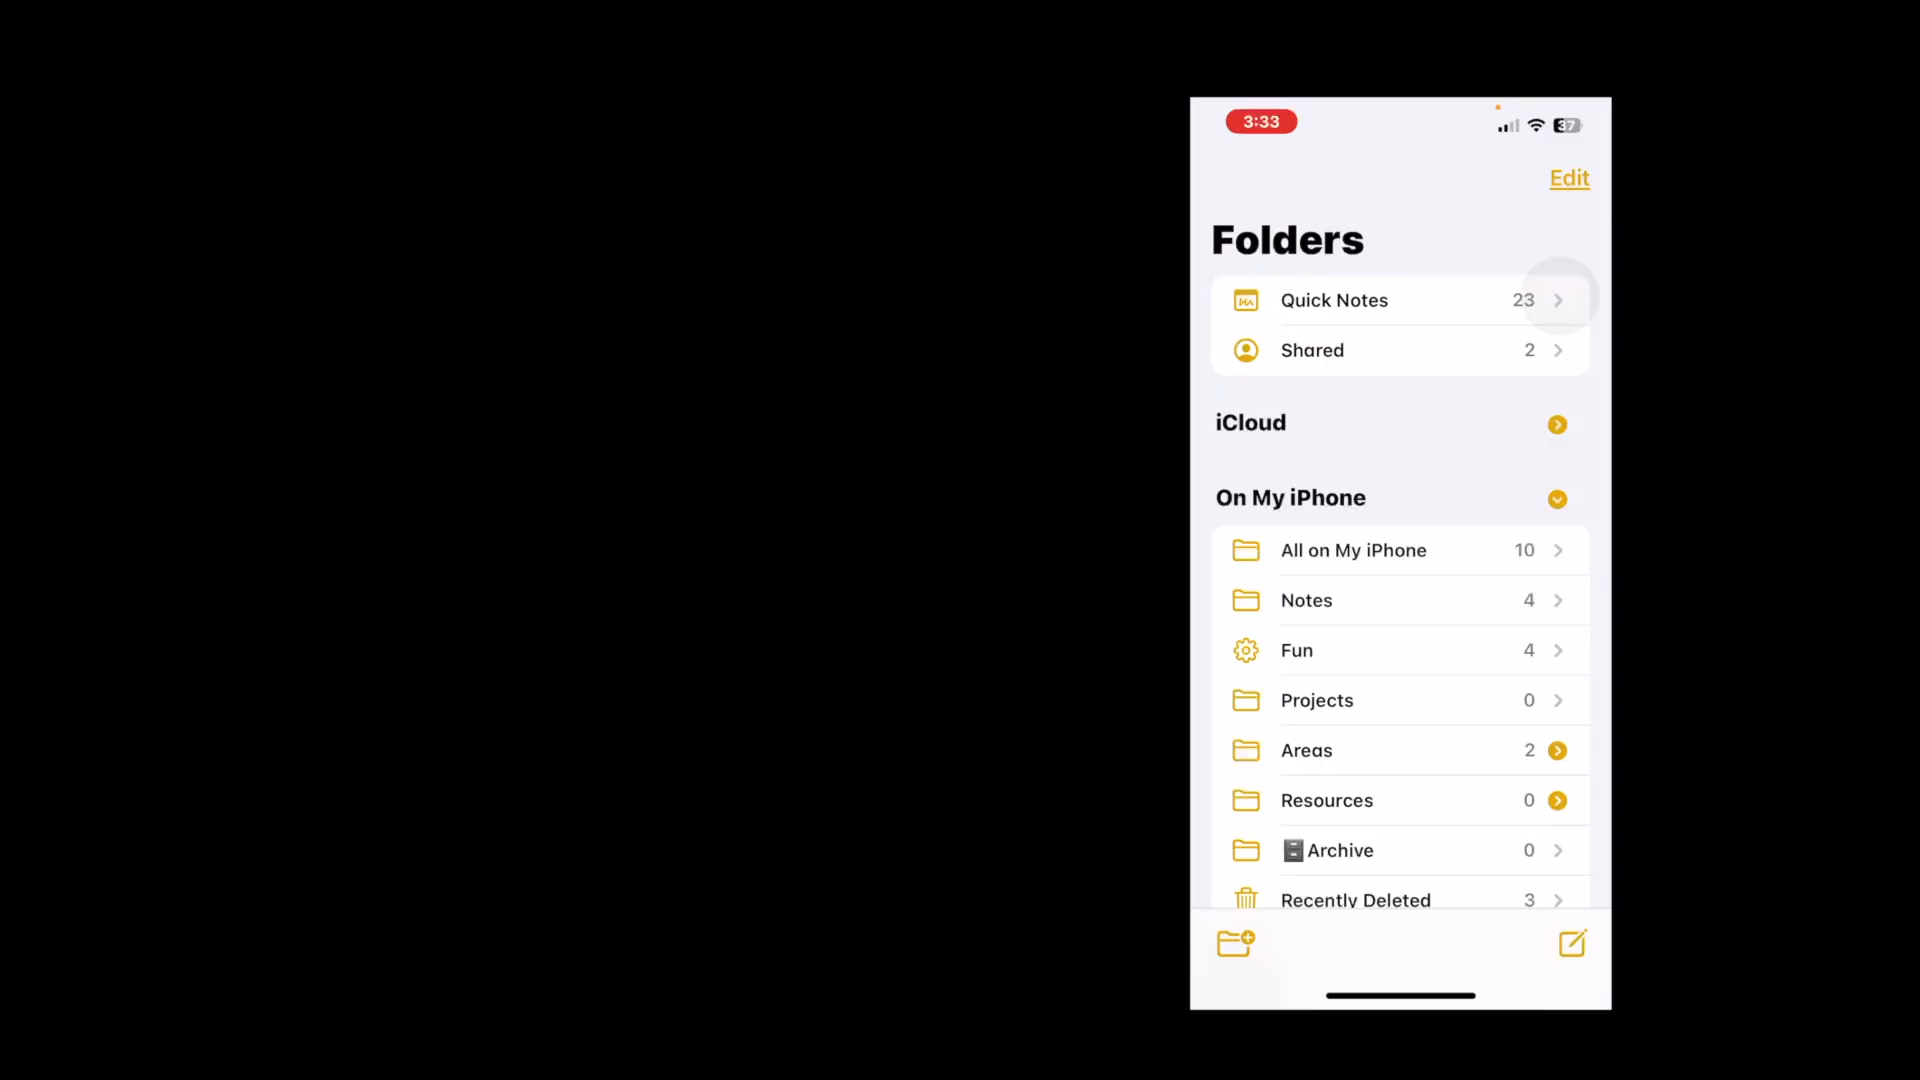 3:33
37
Edit
Folders
Quick Notes 23
Shared 2
iCloud
On My iPhone
All on My iPhone 10
Notes 4
Fun 4
Projects 0
Areas 2
Resources 0
Archive 0
Recently Deleted 3